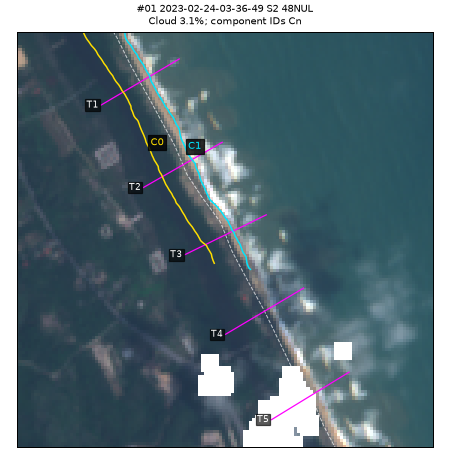 #01 2023-02-24-03-36-49 S2 48NUL
Cloud 3.1%; component IDs Cn
T1
C0
C1
T2
T3
T4
T5